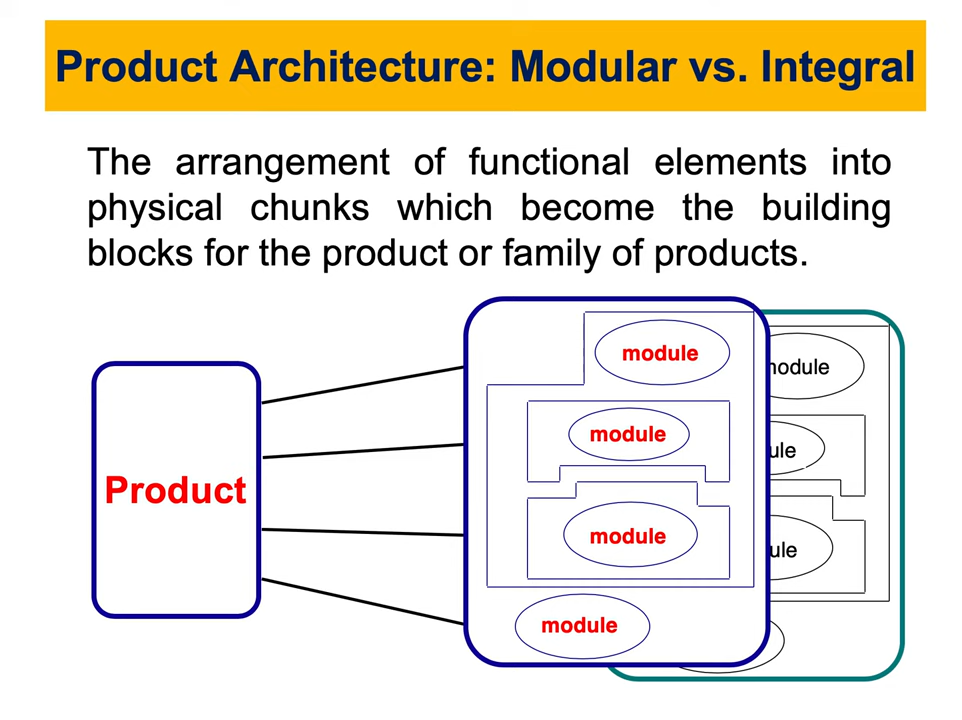 Product Architecture: Modular vs. Integral
The arrangement of functional elements into
physical chunks which become the building
blocks for the product or family of products.
module
module
module
Product
module
module